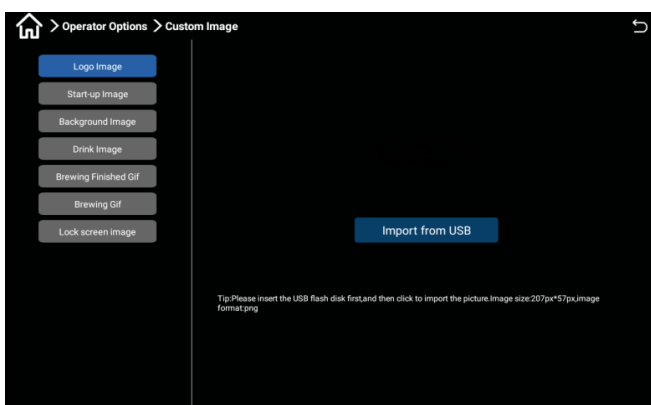 > Operator Options > Custom Image
Logo Image
Start-up Image
Background Image
Drink Image
Brewing Finished Gif
Brewing Gif
Lock screen image
Import from USB
Tip:Please insert the USB flash disk first,and then click to import the picture.Image size:207px*57px,image
format:png